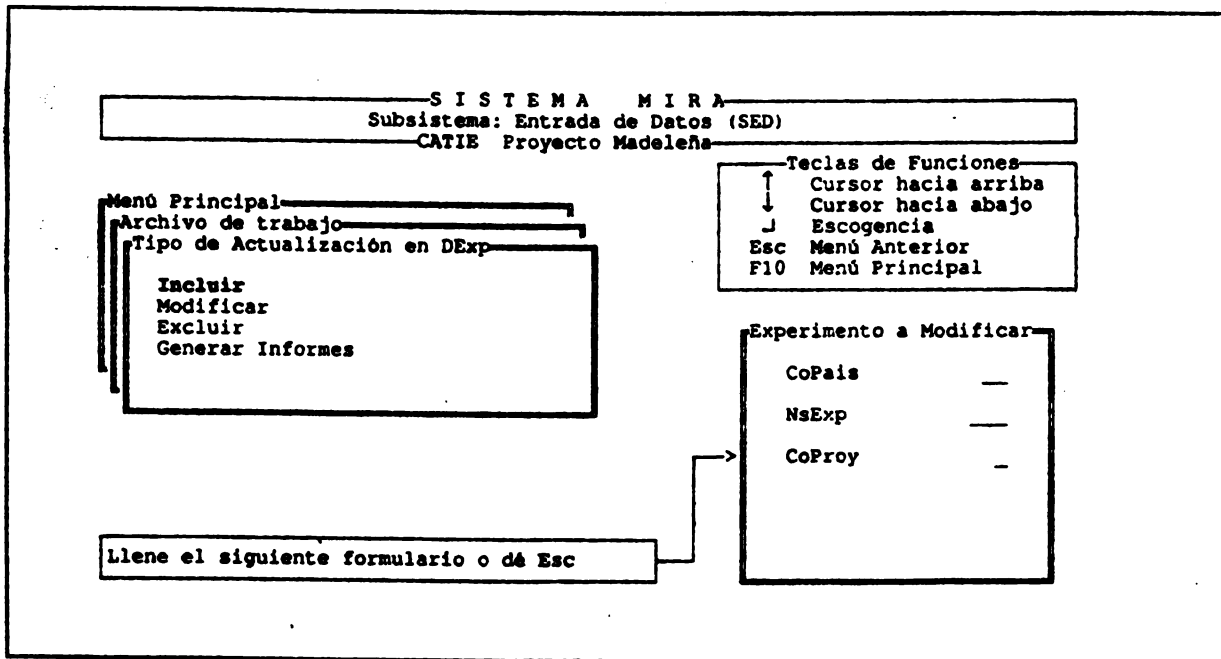 S I S T E M A M I R A
Subsistema: Entrada de Datos (SED)
CATIE Proyecto Madeleña
Teclas de Funciones
↑ Cursor hacia arriba
↓ Cursor hacia abajo
┘ Escogencia
Esc Menú Anterior
F10 Menú Principal
Menú Principal
Archivo de trabajo
Tipo de Actualización en DExp
Incluir
Modificar
Excluir
Generar Informes
Experimento a Modificar
CoPais __
NsExp ___
CoProy _
Llene el siguiente formulario o dé Esc